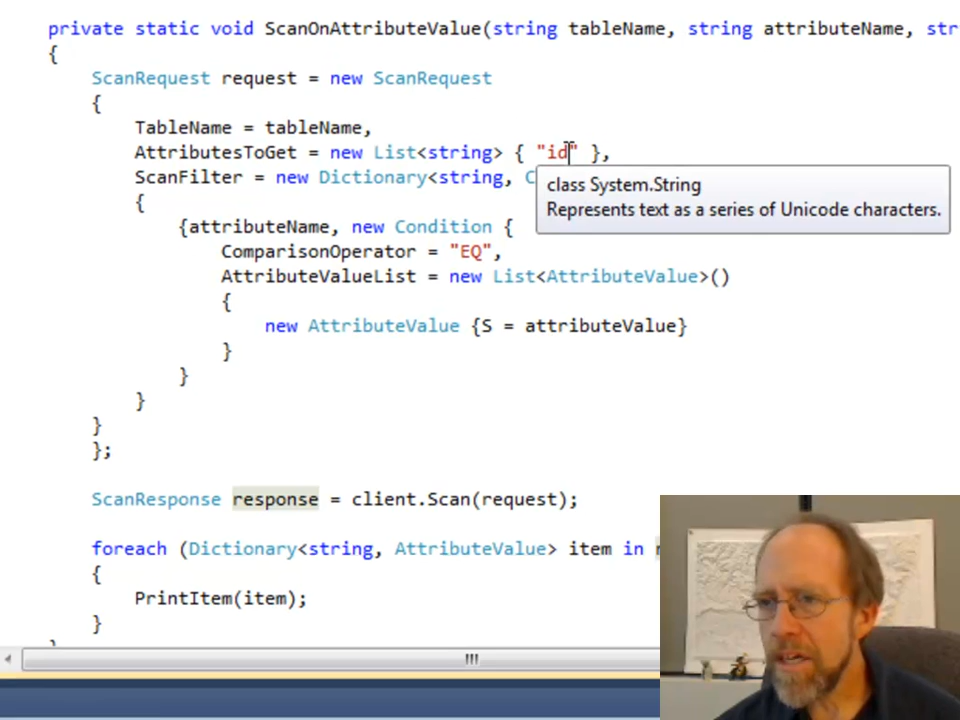 private static void ScanOnAttributeValue(string tableName, string attributeName, str
{
ScanRequest request = new ScanRequest
{
TableName = tableName,
AttributesToGet = new List<string> { "id" },
ScanFilter = new Dictionary<string, C
class System.String
Represents text as a series of Unicode characters.
{
{attributeName, new Condition {
ComparisonOperator = "EQ",
AttributeValueList = new List<AttributeValue>()
{
new AttributeValue {S = attributeValue}
}
}
}
}
};
ScanResponse response = client.Scan(request);
foreach (Dictionary<string, AttributeValue> item in
{
PrintItem(item);
}